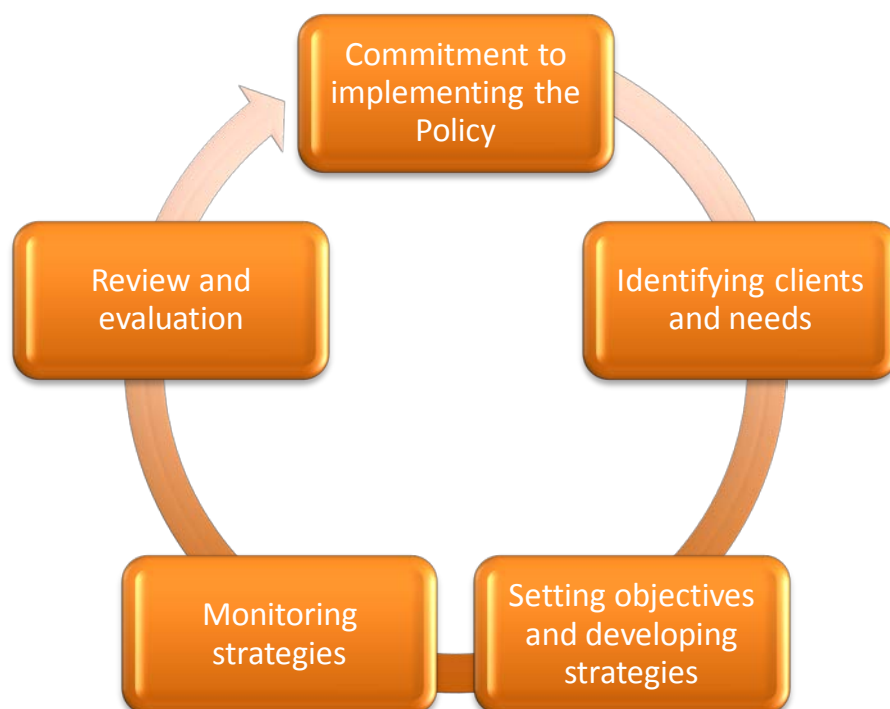 Commitment to
implementing the
Policy
Identifying clients
and needs
Setting objectives
and developing
strategies
Monitoring
strategies
Review and
evaluation